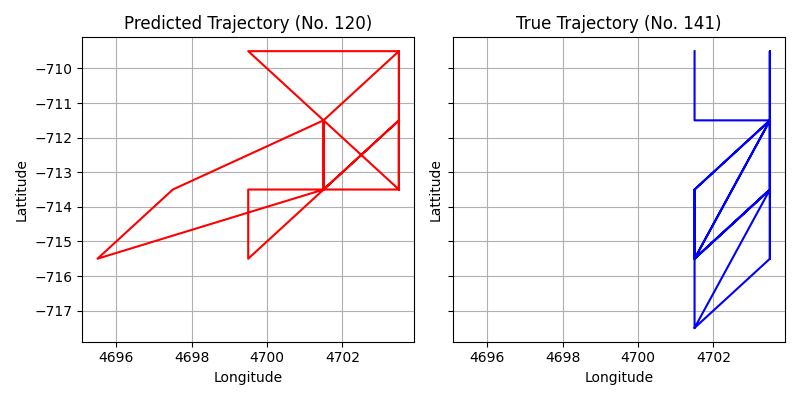 Predicted Trajectory (No. 120)
True Trajectory (No. 141)
−710
−711
−712
−713
−714
−715
−716
−717
Lattitude
Lattitude
4696 4698 4700 4702
4696 4698 4700 4702
Longitude
Longitude